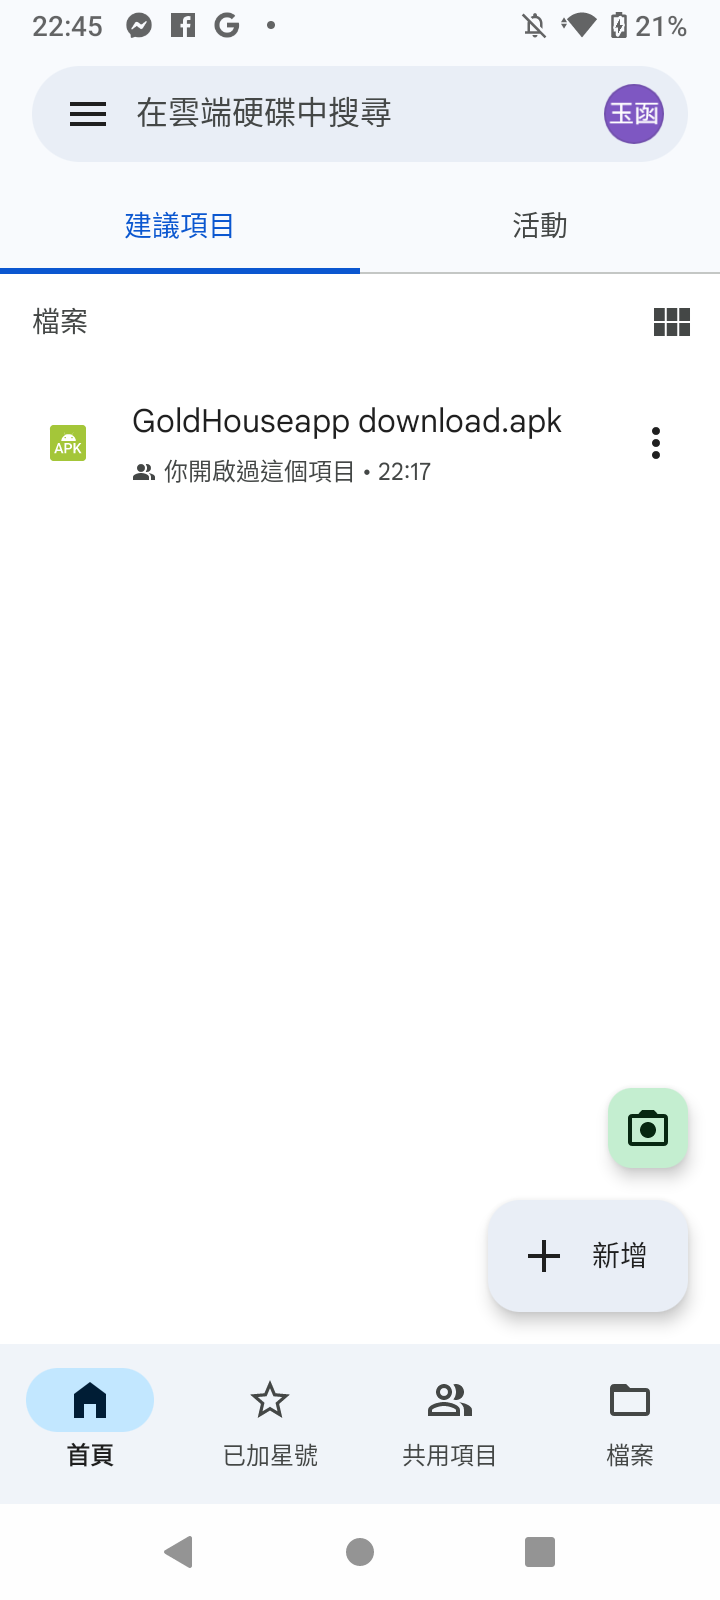 22:45
21%
在雲端硬碟中搜尋
玉函
建議項目
活動
檔案
APK
GoldHouseapp download.apk
你開啟過這個項目 • 22:17
新增
首頁
已加星號
共用項目
檔案